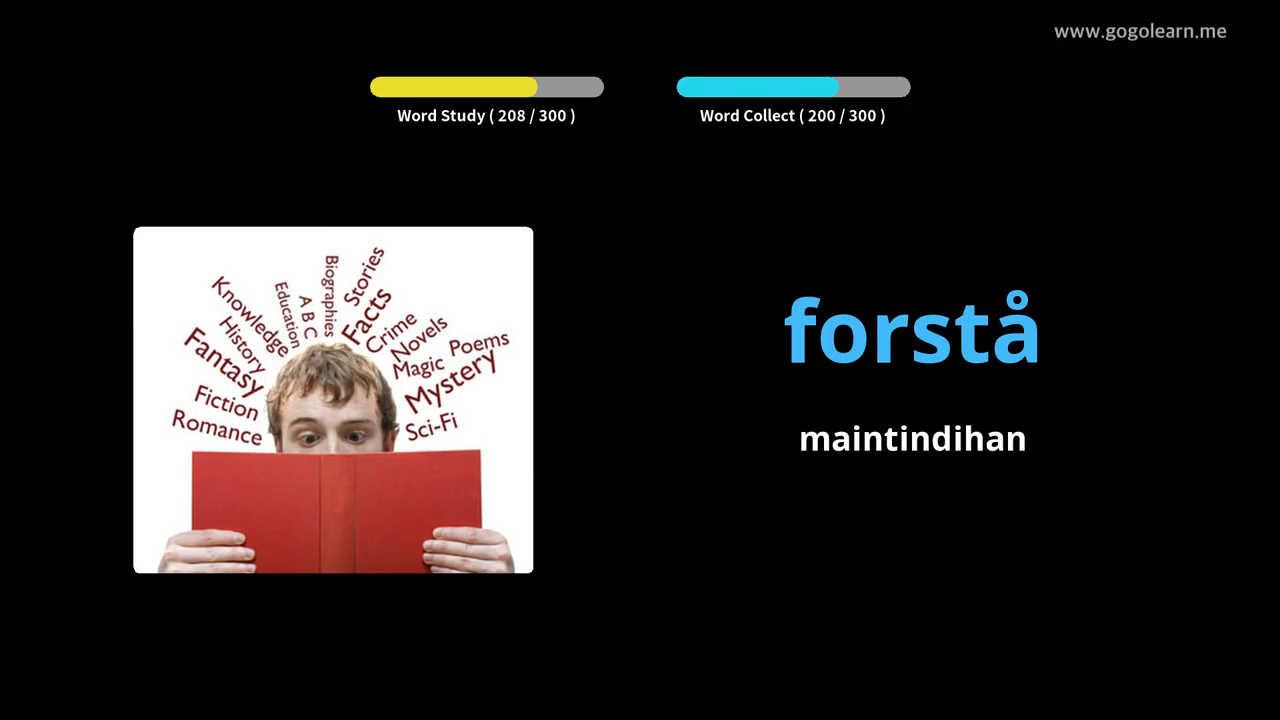 www.gogolearn.me
Word Study ( 208 / 300 )
Word Collect ( 200 / 300 )
Biographies
Stories
Education
A B C
Facts
Knowledge
Crime
History
Novels
Poems
Fantasy
Magic
Mystery
Fiction
Romance
Sci-Fi
forstå
maintindihan